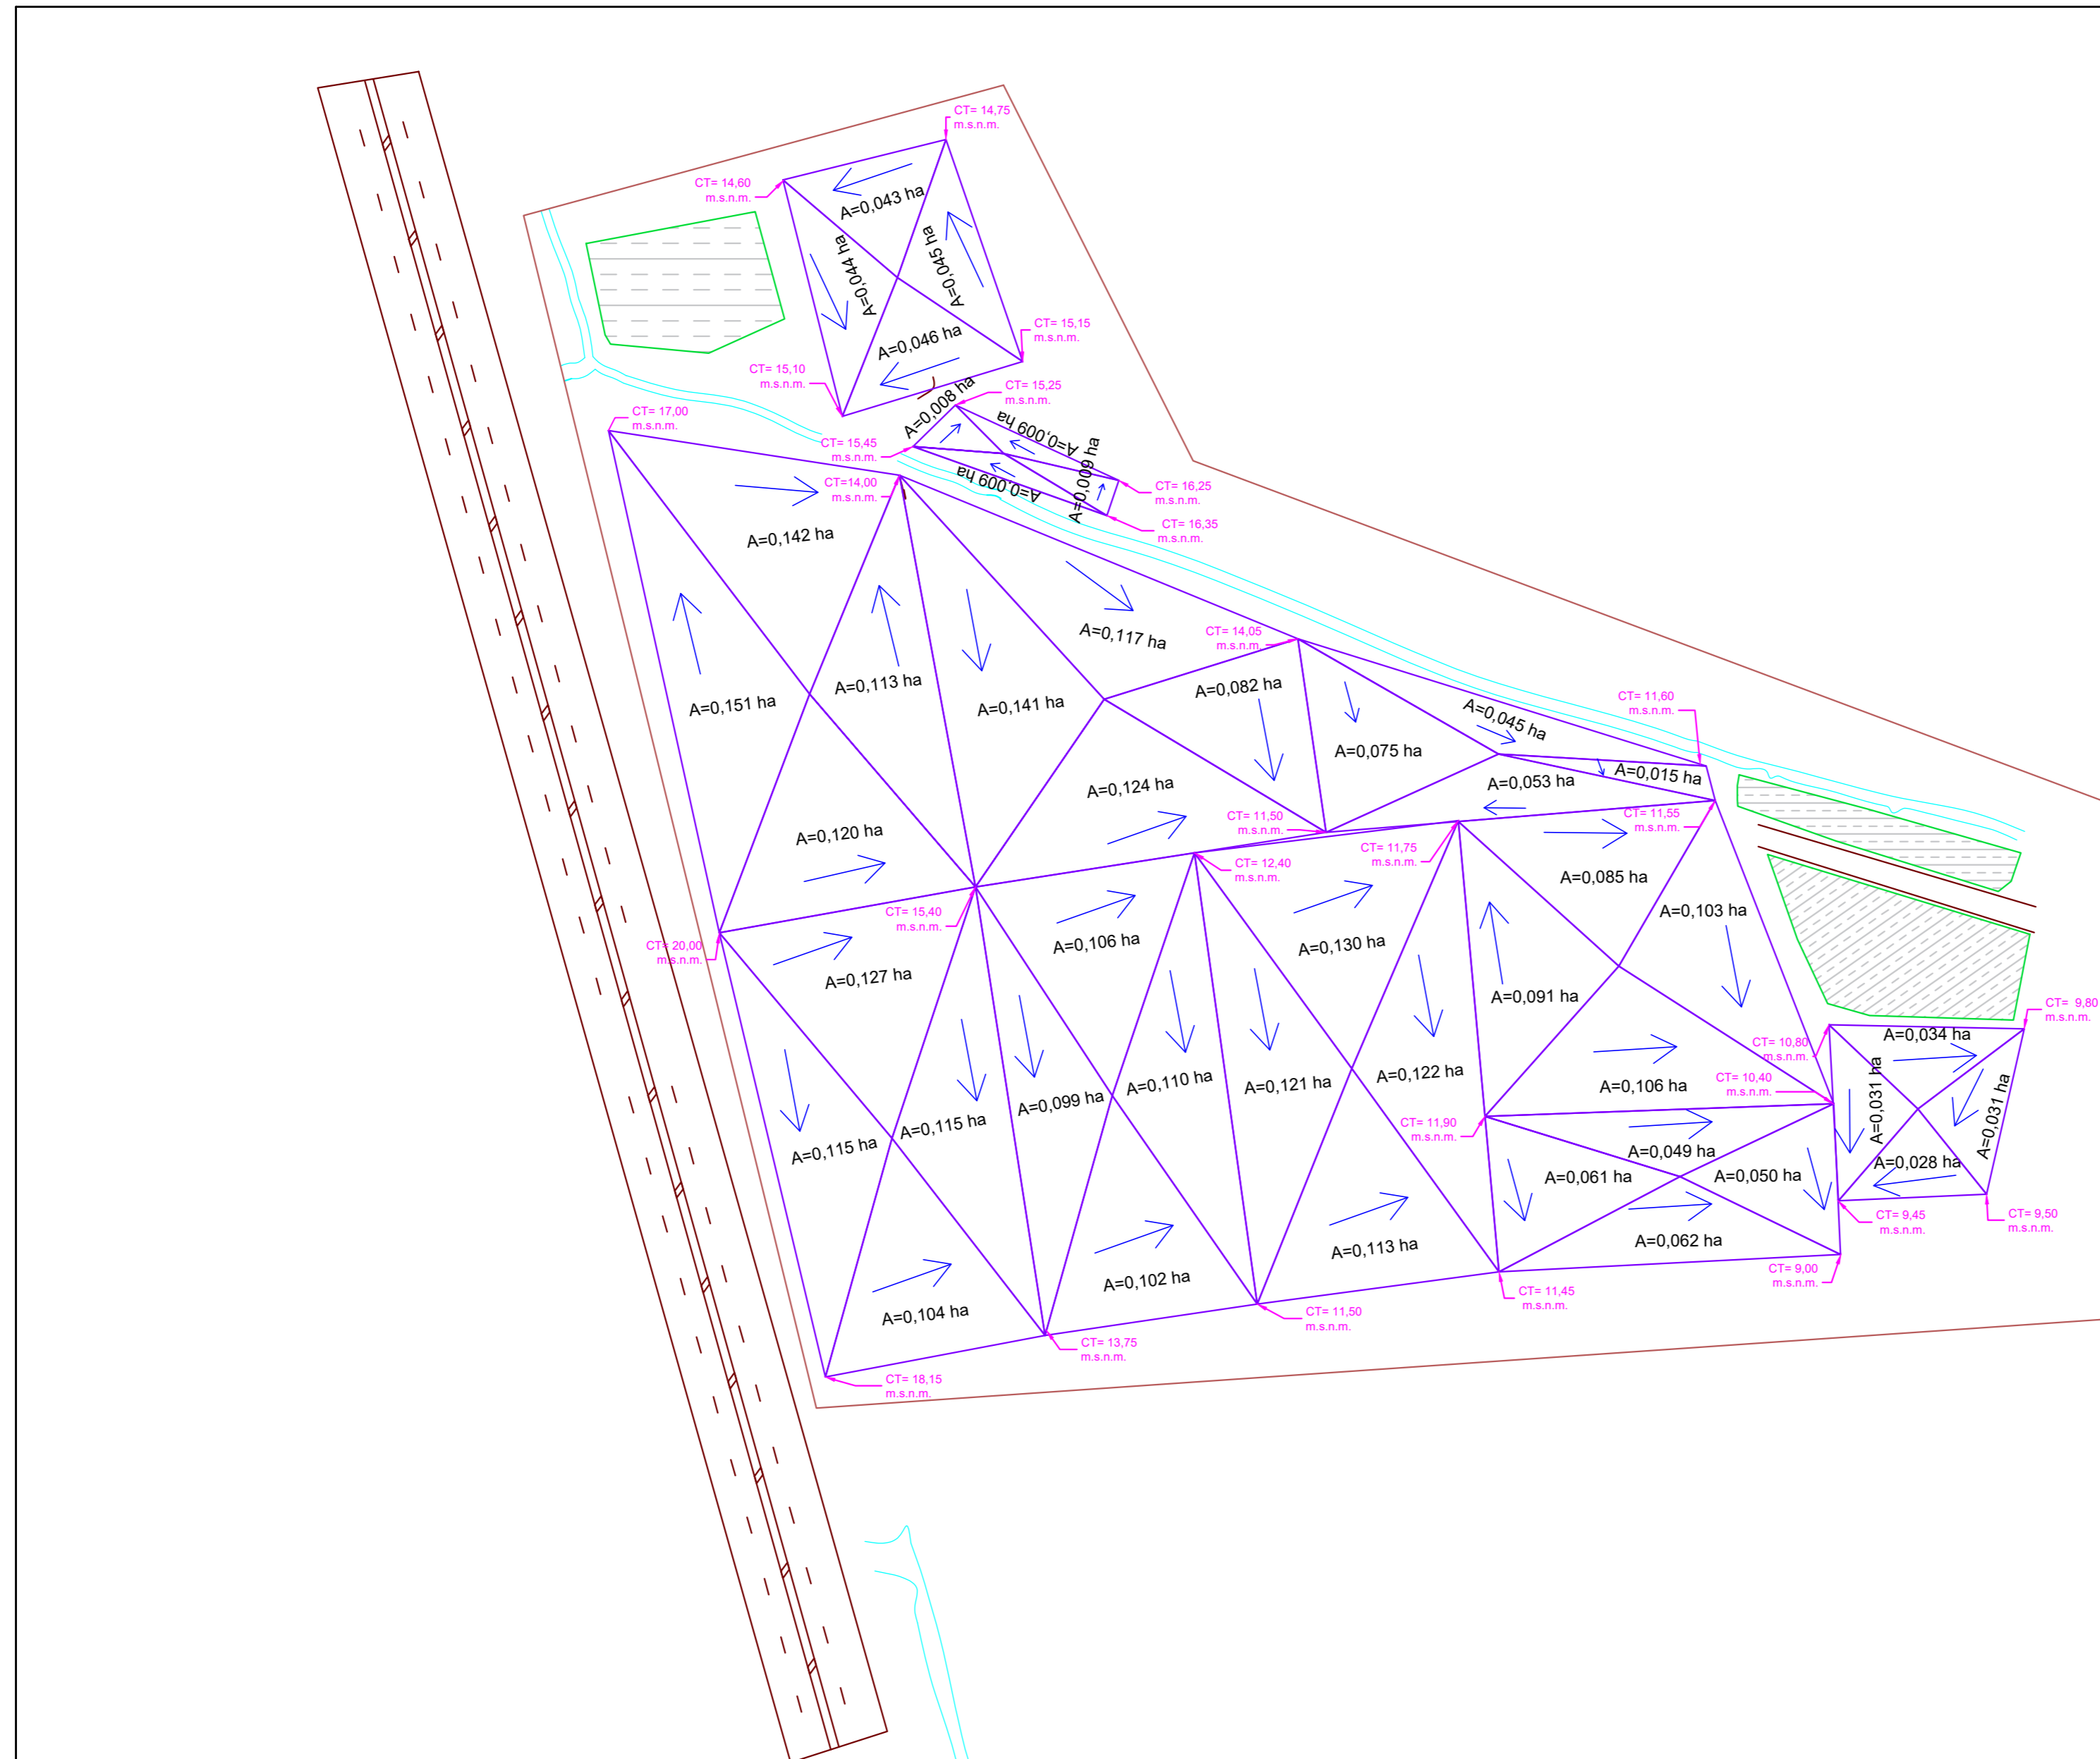 CT= 14,75
m.s.n.m.
CT= 14,60
m.s.n.m.
A=0,043 ha
A=0,044 ha
A=0,045 ha
CT= 15,15
m.s.n.m.
A=0,046 ha
CT= 15,10
m.s.n.m.
CT= 15,25
m.s.n.m.
A=0,008 ha
A=0,009 ha
CT= 17,00
m.s.n.m.
CT= 15,45
m.s.n.m.
A=0,009 ha
A=0,009 ha
CT=14,00
m.s.n.m.
CT= 16,25
m.s.n.m.
CT= 16,35
m.s.n.m.
A=0,142 ha
A=0,117 ha
CT= 14,05
m.s.n.m.
A=0,151 ha
A=0,113 ha
A=0,141 ha
A=0,082 ha
CT= 11,60
m.s.n.m.
A=0,045 ha
A=0,075 ha
A=0,015 ha
A=0,053 ha
A=0,124 ha
A=0,120 ha
CT= 11,50
m.s.n.m.
CT= 11,55
m.s.n.m.
CT= 11,75
m.s.n.m.
CT= 12,40
m.s.n.m.
A=0,085 ha
CT= 15,40
m.s.n.m.
A=0,103 ha
CT= 20,00
m.s.n.m.
A=0,106 ha
A=0,130 ha
A=0,127 ha
A=0,091 ha
CT= 9,80
m.s.n.m.
A=0,034 ha
CT= 10,80
m.s.n.m.
A=0,031 ha
A=0,031 ha
A=0,122 ha
A=0,110 ha
A=0,121 ha
A=0,106 ha
CT= 10,40
m.s.n.m.
A=0,099 ha
A=0,115 ha
A=0,115 ha
CT= 11,90
m.s.n.m.
A=0,049 ha
A=0,028 ha
A=0,061 ha
A=0,050 ha
CT= 9,45
m.s.n.m.
CT= 9,50
m.s.n.m.
A=0,113 ha
A=0,062 ha
CT= 9,00
m.s.n.m.
A=0,102 ha
CT= 11,45
m.s.n.m.
A=0,104 ha
CT= 11,50
m.s.n.m.
CT= 13,75
m.s.n.m.
CT= 18,15
m.s.n.m.